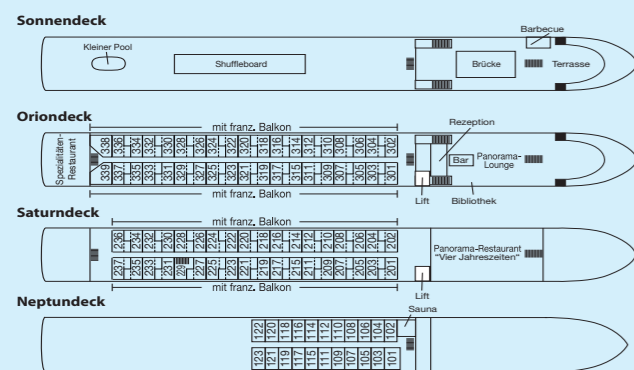 Sonnendeck
Barbecue
Kleiner Pool
Shuffleboard
Brücke
Terrasse
Oriondeck
mit franz. Balkon
Rezeption
Spezialitäten-
Restaurant
338 336 334 332 330 328 326 324 322 320 318 316 314 312 310 308 306 304 302
339 337 335 333 331 329 327 325 323 321 319 317 315 311 309 307 305 303 301
Bar
Panorama-
Lounge
mit franz. Balkon
Lift
Bibliothek
Saturndeck
mit franz. Balkon
236 234 232 230 228 226 224 222 220 218 216 214 212 210 208 206 204 202
237 235 233 231 229 227 225 223 221 219 217 215 211 209 207 205 203 201
Panorama-Restaurant
"Vier Jahreszeiten"
mit franz. Balkon
Lift
Neptundeck
Sauna
122 120 118 116 114 112 110 108 106 104 102
123 121 119 117 115 111 109 107 105 103 101